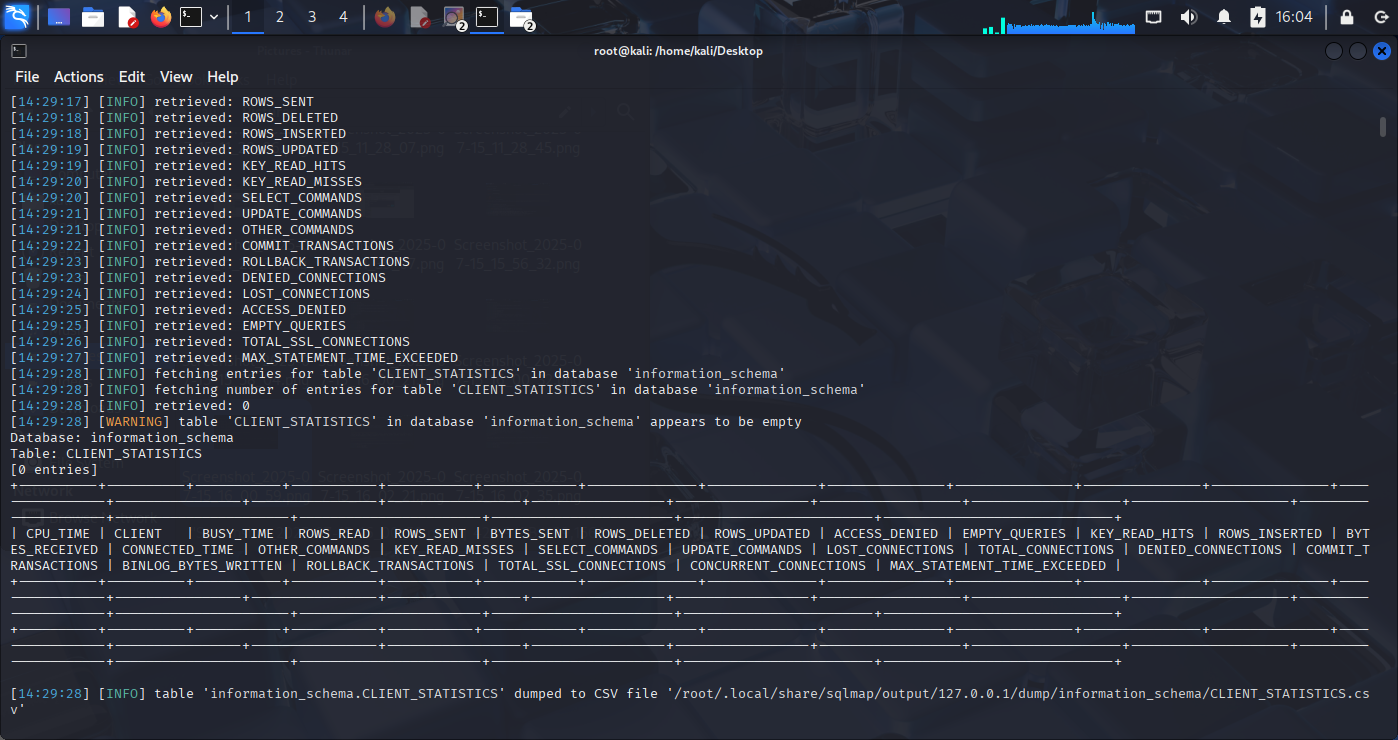 1 2 3 4 2 2 16:04
root@kali: /home/kali/Desktop
File Actions Edit View Help
[14:29:17] [INFO] retrieved: ROWS_SENT
[14:29:18] [INFO] retrieved: ROWS_DELETED
[14:29:18] [INFO] retrieved: ROWS_INSERTED
[14:29:19] [INFO] retrieved: ROWS_UPDATED
[14:29:19] [INFO] retrieved: KEY_READ_HITS
[14:29:20] [INFO] retrieved: KEY_READ_MISSES
[14:29:20] [INFO] retrieved: SELECT_COMMANDS
[14:29:21] [INFO] retrieved: UPDATE_COMMANDS
[14:29:21] [INFO] retrieved: OTHER_COMMANDS
[14:29:22] [INFO] retrieved: COMMIT_TRANSACTIONS
[14:29:23] [INFO] retrieved: ROLLBACK_TRANSACTIONS
[14:29:23] [INFO] retrieved: DENIED_CONNECTIONS
[14:29:24] [INFO] retrieved: LOST_CONNECTIONS
[14:29:25] [INFO] retrieved: ACCESS_DENIED
[14:29:25] [INFO] retrieved: EMPTY_QUERIES
[14:29:26] [INFO] retrieved: TOTAL_SSL_CONNECTIONS
[14:29:27] [INFO] retrieved: MAX_STATEMENT_TIME_EXCEEDED
[14:29:28] [INFO] fetching entries for table 'CLIENT_STATISTICS' in database 'information_schema'
[14:29:28] [INFO] fetching number of entries for table 'CLIENT_STATISTICS' in database 'information_schema'
[14:29:28] [INFO] retrieved: 0
[14:29:28] [WARNING] table 'CLIENT_STATISTICS' in database 'information_schema' appears to be empty
Database: information_schema
Table: CLIENT_STATISTICS
[0 entries]
| CPU_TIME | CLIENT | BUSY_TIME | ROWS_READ | ROWS_SENT | BYTES_SENT | ROWS_DELETED | ROWS_UPDATED | ACCESS_DENIED | EMPTY_QUERIES | KEY_READ_HITS | ROWS_INSERTED | BYT
ES_RECEIVED | CONNECTED_TIME | OTHER_COMMANDS | KEY_READ_MISSES | SELECT_COMMANDS | UPDATE_COMMANDS | LOST_CONNECTIONS | TOTAL_CONNECTIONS | DENIED_CONNECTIONS | COMMIT_T
RANSACTIONS | BINLOG_BYTES_WRITTEN | ROLLBACK_TRANSACTIONS | TOTAL_SSL_CONNECTIONS | CONCURRENT_CONNECTIONS | MAX_STATEMENT_TIME_EXCEEDED |
[14:29:28] [INFO] table 'information_schema.CLIENT_STATISTICS' dumped to CSV file '/root/.local/share/sqlmap/output/127.0.0.1/dump/information_schema/CLIENT_STATISTICS.cs
v'